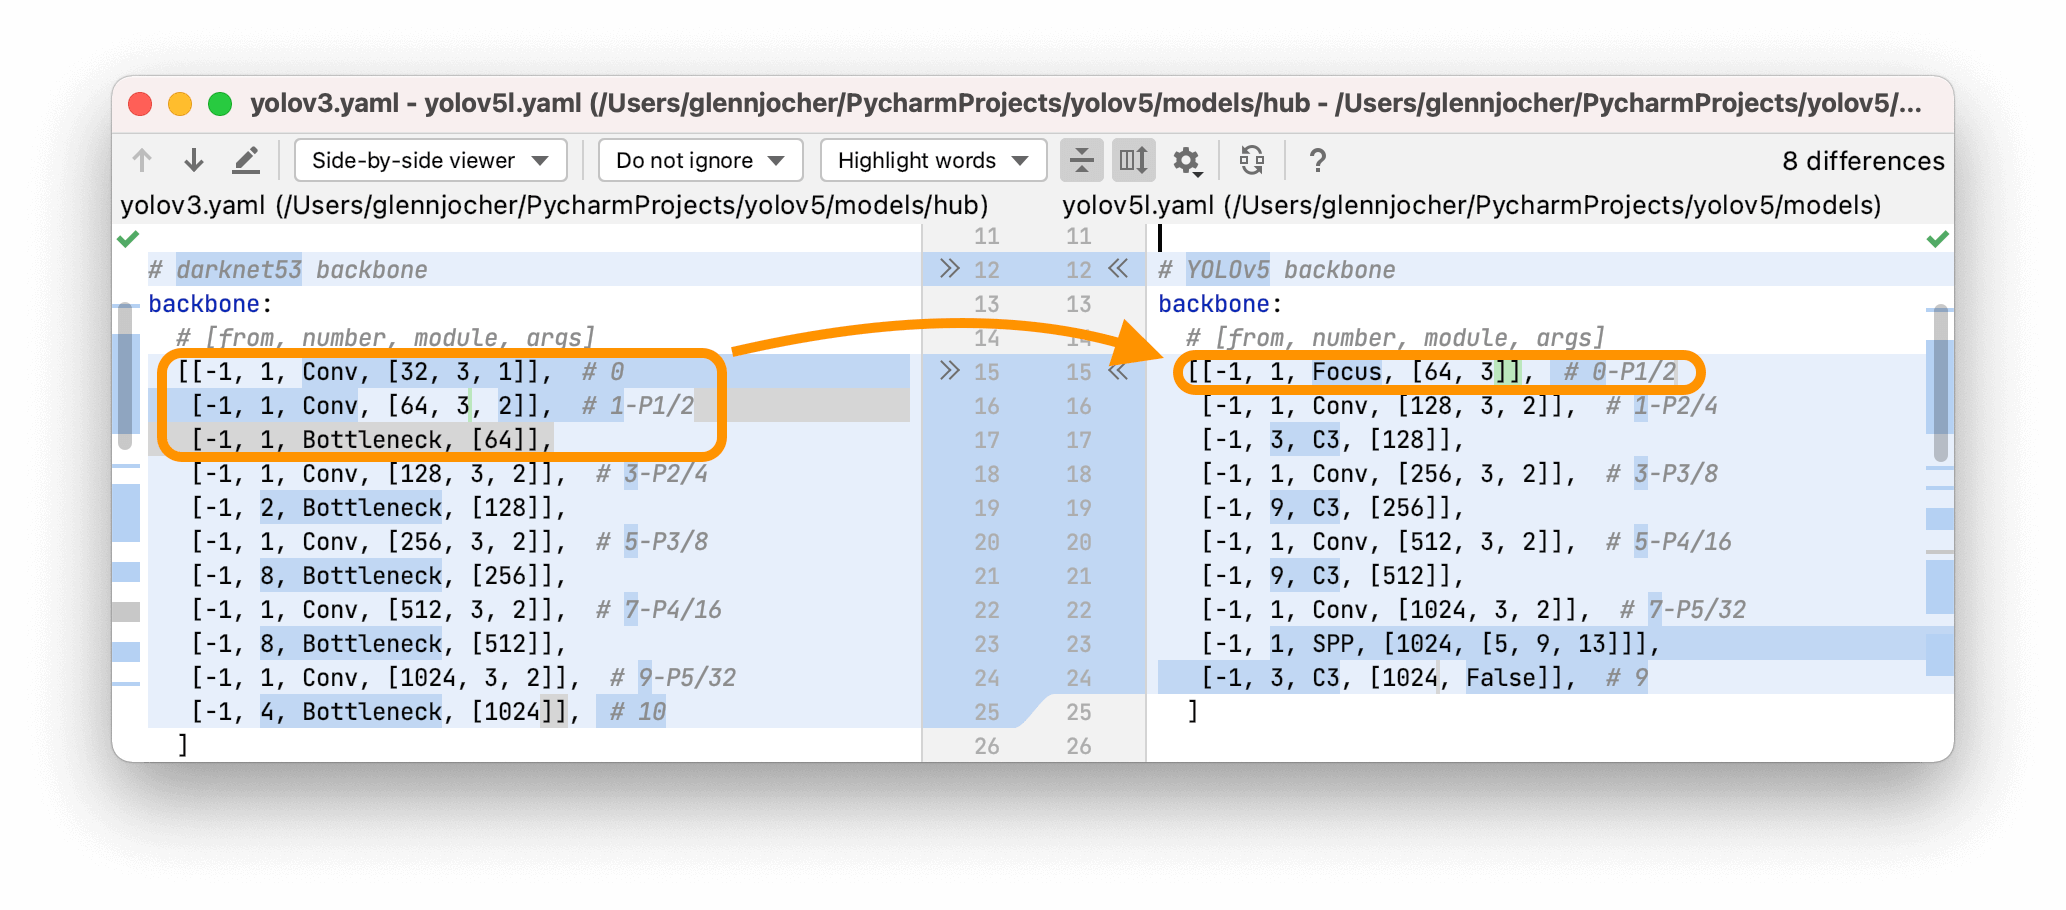 yolov3.yaml - yolov5l.yaml (/Users/glennjocher/PycharmProjects/yolov5/models/hub - /Users/glennjocher/PycharmProjects/yolov5/...
Side-by-side viewer
Do not ignore
Highlight words
?
8 differences
yolov3.yaml (/Users/glennjocher/PycharmProjects/yolov5/models/hub)
11
# darknet53 backbone
12
backbone:
13
# [from, number, module, args]
14
[[-1, 1, Conv, [32, 3, 1]], # 0
15
[-1, 1, Conv, [64, 3, 2]], # 1-P1/2
16
[-1, 1, Bottleneck, [64]],
17
[-1, 1, Conv, [128, 3, 2]], # 3-P2/4
18
[-1, 2, Bottleneck, [128]],
19
[-1, 1, Conv, [256, 3, 2]], # 5-P3/8
20
[-1, 8, Bottleneck, [256]],
21
[-1, 1, Conv, [512, 3, 2]], # 7-P4/16
22
[-1, 8, Bottleneck, [512]],
23
[-1, 1, Conv, [1024, 3, 2]], # 9-P5/32
24
[-1, 4, Bottleneck, [1024]], # 10
25
]
26
yolov5l.yaml (/Users/glennjocher/PycharmProjects/yolov5/models)
11
12
# YOLOv5 backbone
13
backbone:
14
# [from, number, module, args]
15
[[-1, 1, Focus, [64, 3]], # 0-P1/2
16
[-1, 1, Conv, [128, 3, 2]], # 1-P2/4
17
[-1, 3, C3, [128]],
18
[-1, 1, Conv, [256, 3, 2]], # 3-P3/8
19
[-1, 9, C3, [256]],
20
[-1, 1, Conv, [512, 3, 2]], # 5-P4/16
21
[-1, 9, C3, [512]],
22
[-1, 1, Conv, [1024, 3, 2]], # 7-P5/32
23
[-1, 1, SPP, [1024, [5, 9, 13]]],
24
[-1, 3, C3, [1024, False]], # 9
25
]
26